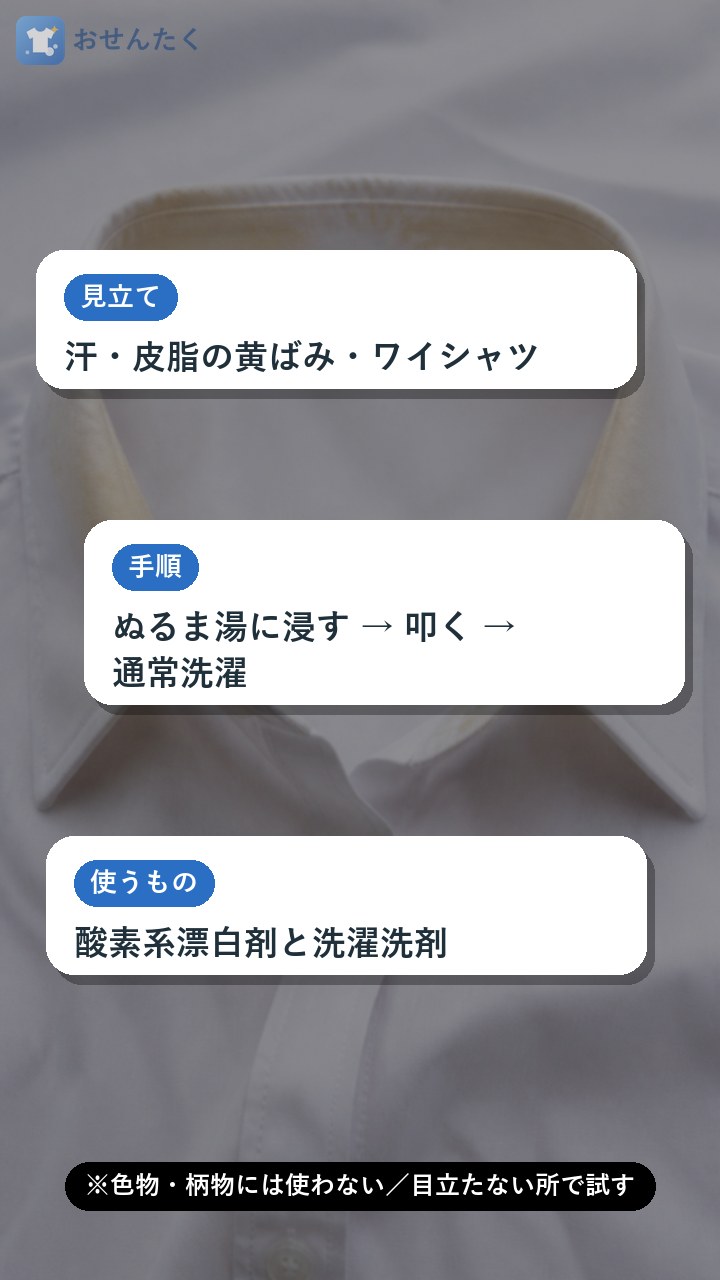 おせんたく
見立て
汗・皮脂の黄ばみ・ワイシャツ
手順
ぬるま湯に浸す → 叩く →
通常洗濯
使うもの
酸素系漂白剤と洗濯洗剤
※色物・柄物には使わない／目立たない所で試す